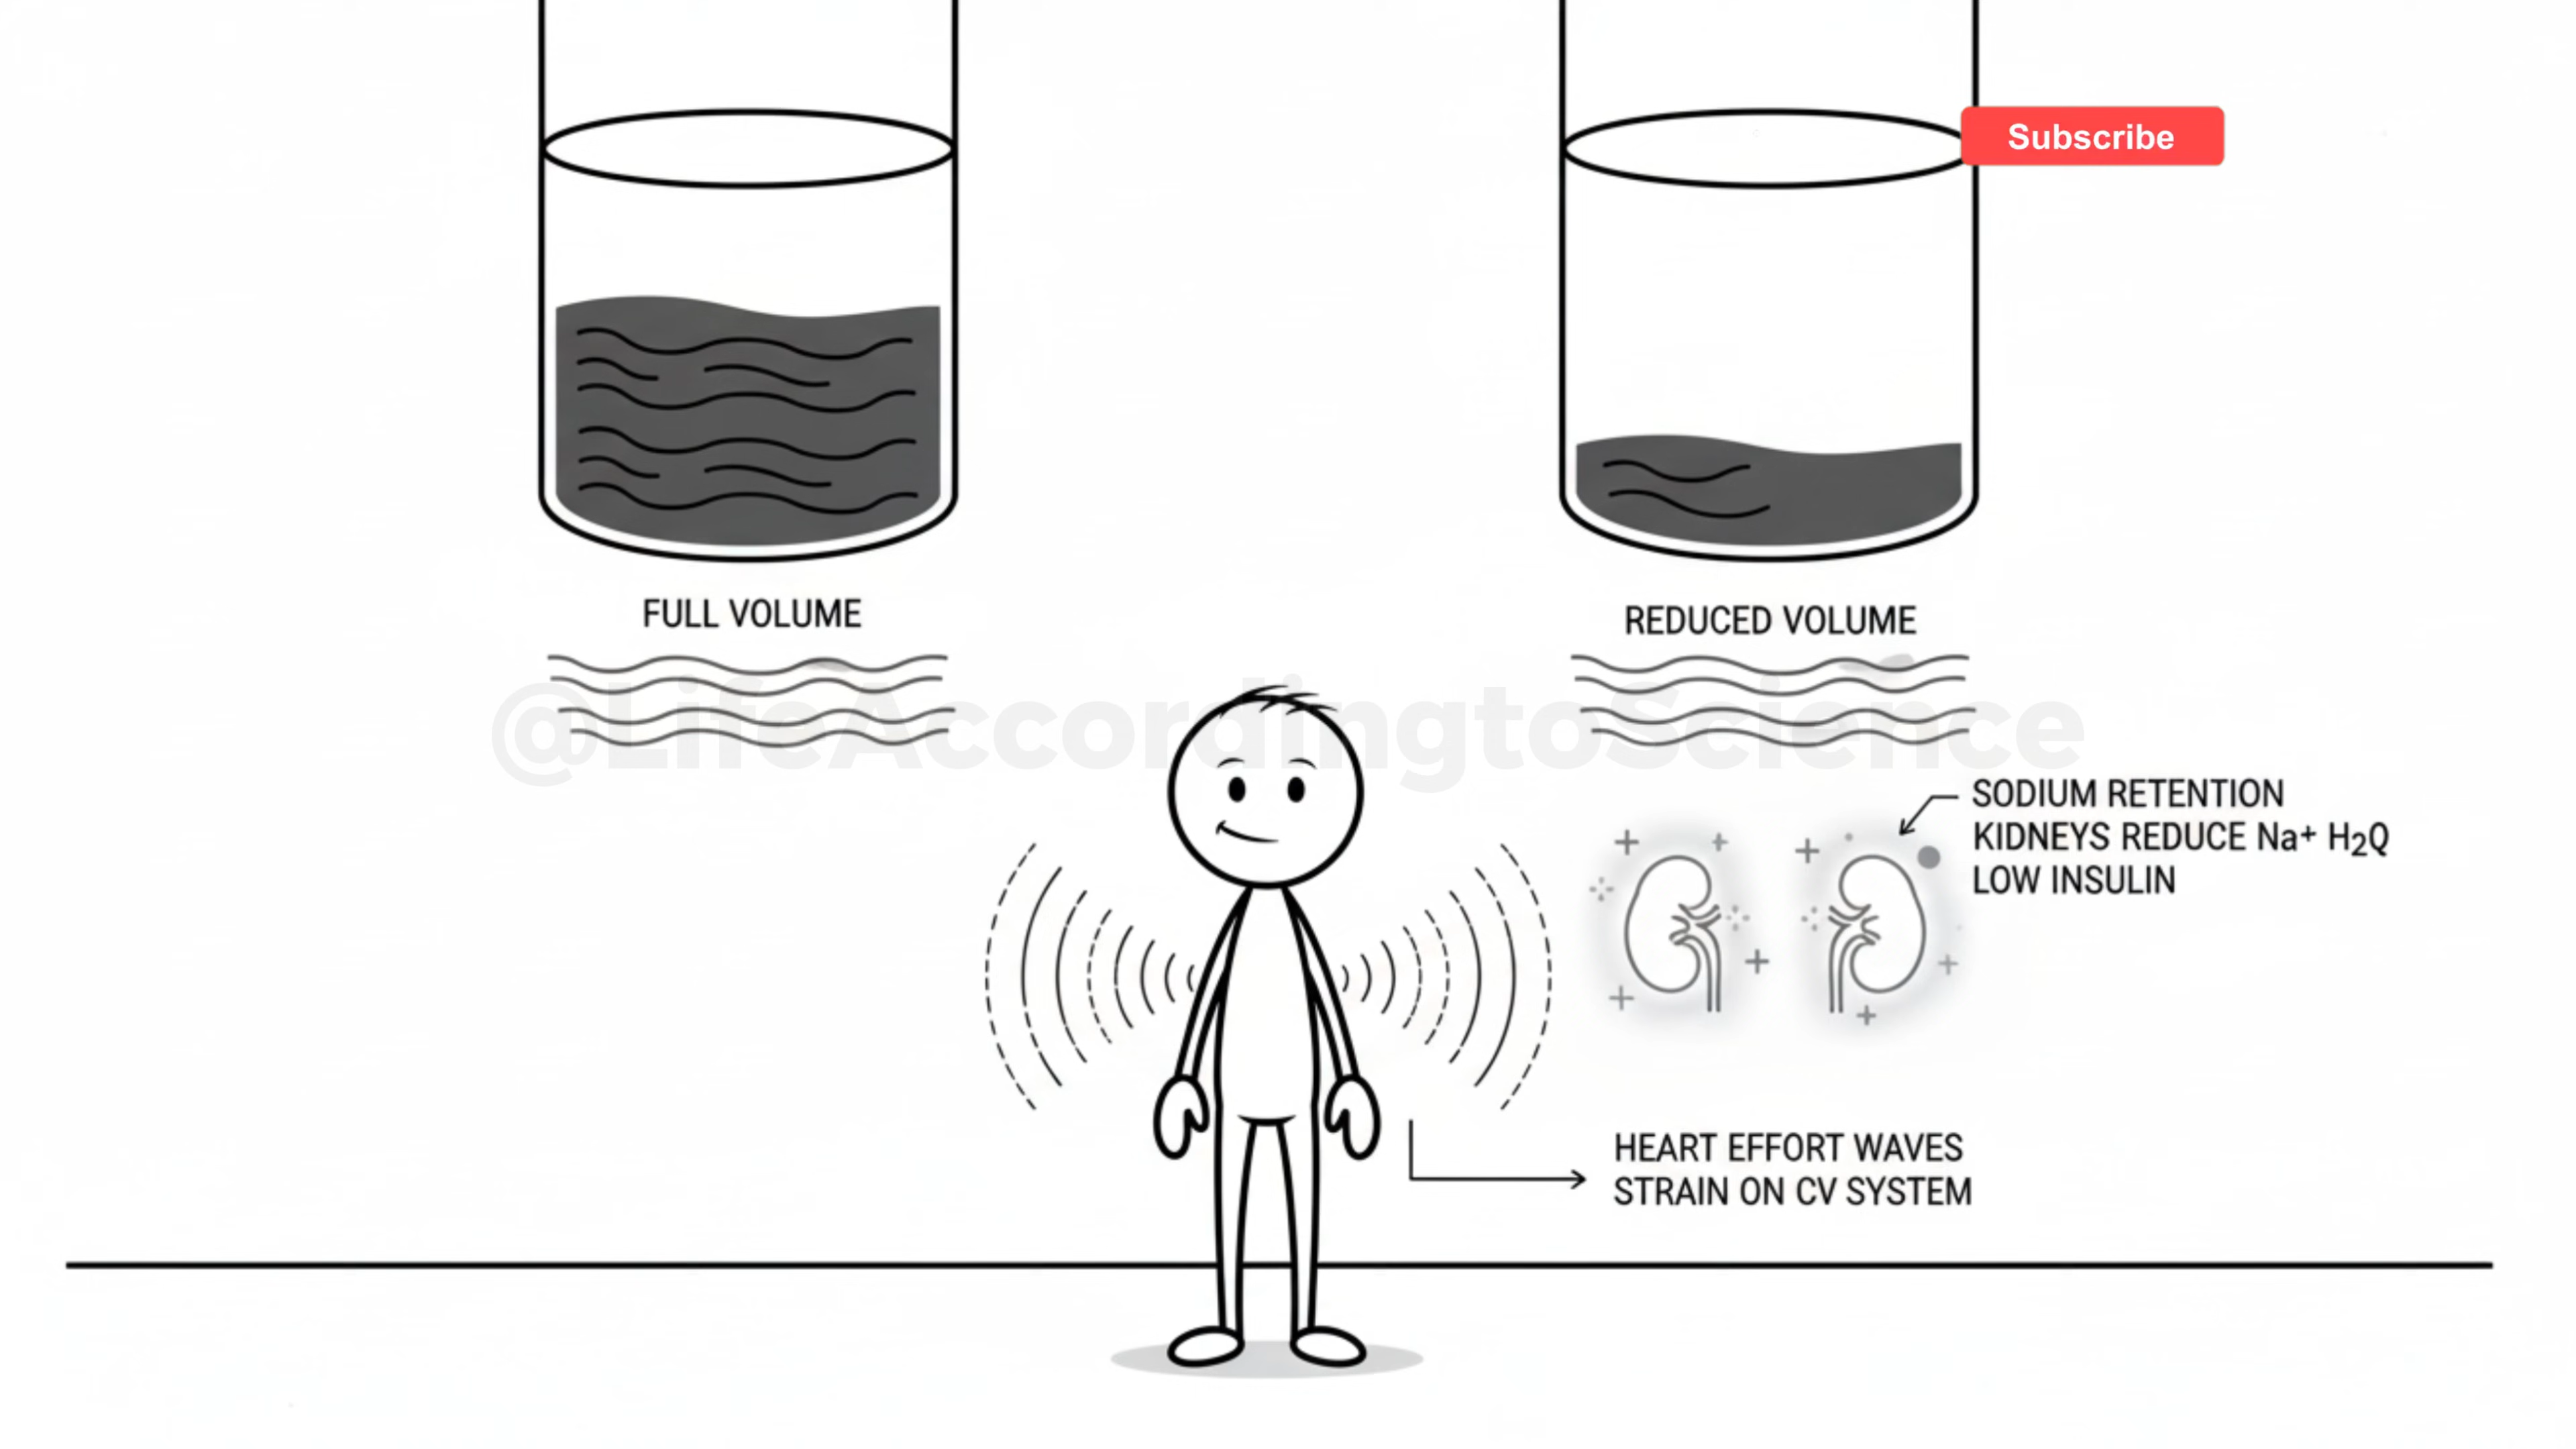 Subscribe
FULL VOLUME
REDUCED VOLUME
@LifeAccordingtoScience
SODIUM RETENTION
KIDNEYS REDUCE Na+ H2Q
LOW INSULIN
HEART EFFORT WAVES
STRAIN ON CV SYSTEM